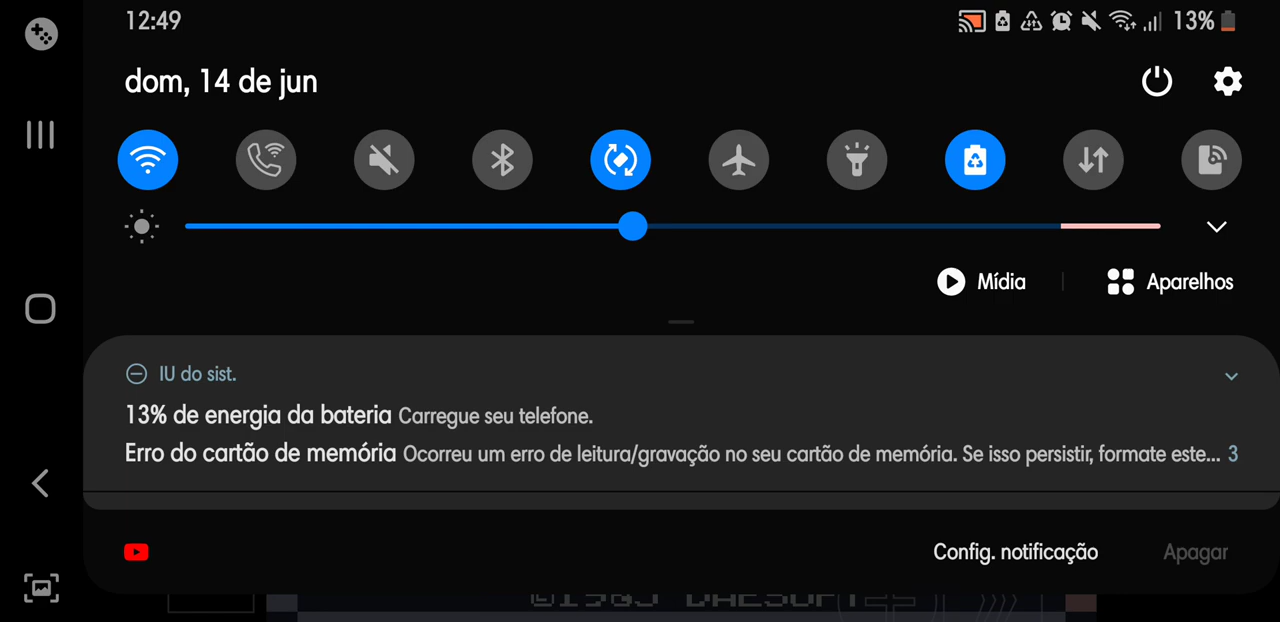 12:49 13%
dom, 14 de jun
Mídia Aparelhos
IU do sist.
13% de energia da bateria Carregue seu telefone.
Erro do cartão de memória Ocorreu um erro de leitura/gravação no seu cartão de memória. Se isso persistir, formate este... 3
Config. notificação Apagar